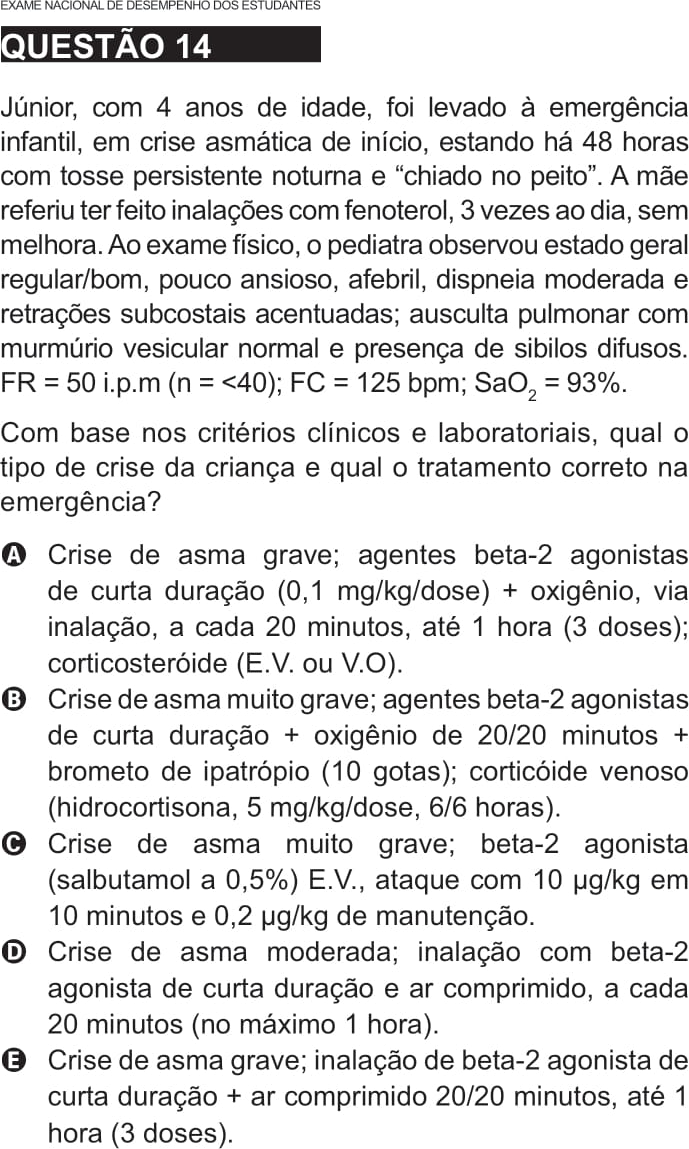 EXAME NACIONAL DE DESEMPENHO DOS ESTUDANTES
QUESTÃO 14
Júnior, com 4 anos de idade, foi levado à emergência
infantil, em crise asmática de início, estando há 48 horas
com tosse persistente noturna e “chiado no peito”. A mãe
referiu ter feito inalações com fenoterol, 3 vezes ao dia, sem
melhora. Ao exame físico, o pediatra observou estado geral
regular/bom, pouco ansioso, afebril, dispneia moderada e
retrações subcostais acentuadas; ausculta pulmonar com
murmúrio vesicular normal e presença de sibilos difusos.
FR = 50 i.p.m (n = <40); FC = 125 bpm; SaO2 = 93%.
Com base nos critérios clínicos e laboratoriais, qual o
tipo de crise da criança e qual o tratamento correto na
emergência?
A Crise de asma grave; agentes beta-2 agonistas
de curta duração (0,1 mg/kg/dose) + oxigênio, via
inalação, a cada 20 minutos, até 1 hora (3 doses);
corticosteróide (E.V. ou V.O).
B Crise de asma muito grave; agentes beta-2 agonistas
de curta duração + oxigênio de 20/20 minutos +
brometo de ipatrópio (10 gotas); corticóide venoso
(hidrocortisona, 5 mg/kg/dose, 6/6 horas).
C Crise de asma muito grave; beta-2 agonista
(salbutamol a 0,5%) E.V., ataque com 10 µg/kg em
10 minutos e 0,2 µg/kg de manutenção.
D Crise de asma moderada; inalação com beta-2
agonista de curta duração e ar comprimido, a cada
20 minutos (no máximo 1 hora).
E Crise de asma grave; inalação de beta-2 agonista de
curta duração + ar comprimido 20/20 minutos, até 1
hora (3 doses).